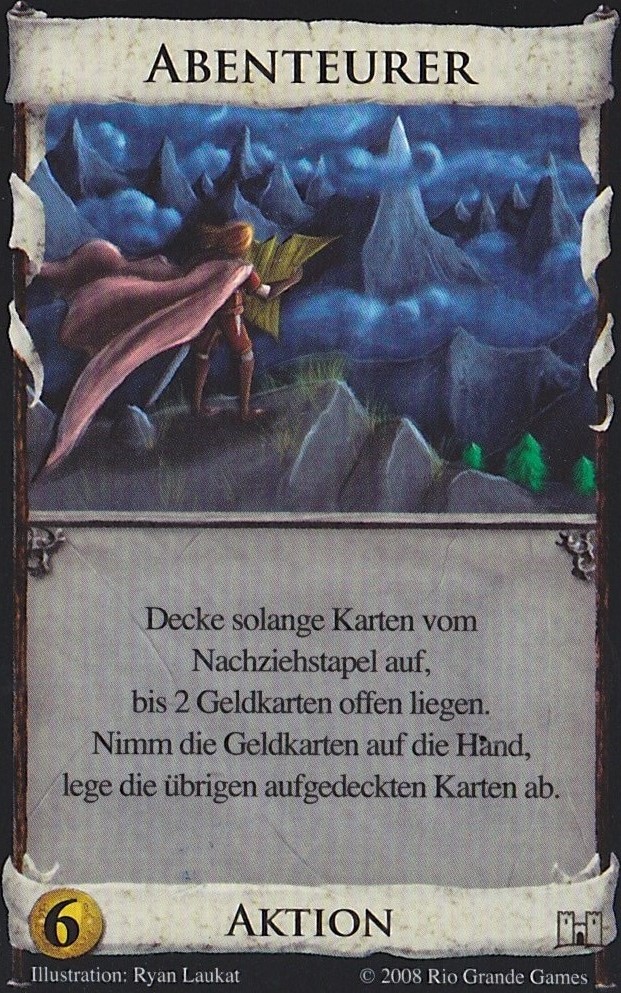 ABENTEURER
Decke solange Karten vom
Nachziehstapel auf,
bis 2 Geldkarten offen liegen.
Nimm die Geldkarten auf die Hand,
lege die übrigen aufgedeckten Karten ab.
6
AKTION
Illustration: Ryan Laukat
© 2008 Rio Grande Games